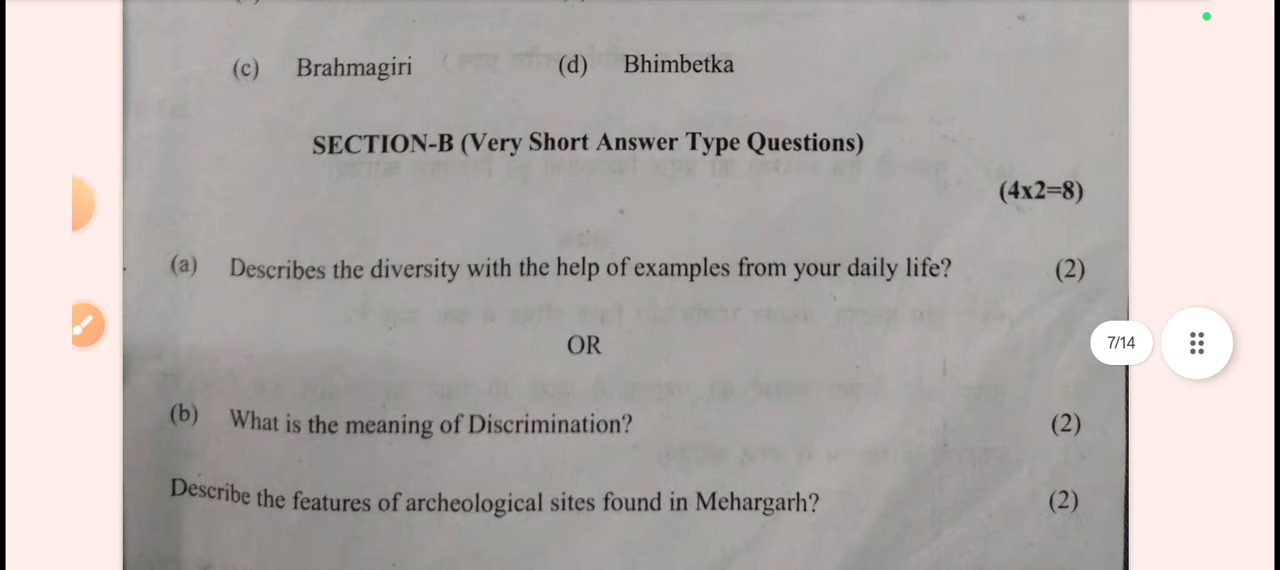 (c) Brahmagiri (d) Bhimbetka
SECTION-B (Very Short Answer Type Questions)
(4x2=8)
(a) Describes the diversity with the help of examples from your daily life? (2)
OR
7/14
(b) What is the meaning of Discrimination? (2)
Describe the features of archeological sites found in Mehargarh? (2)